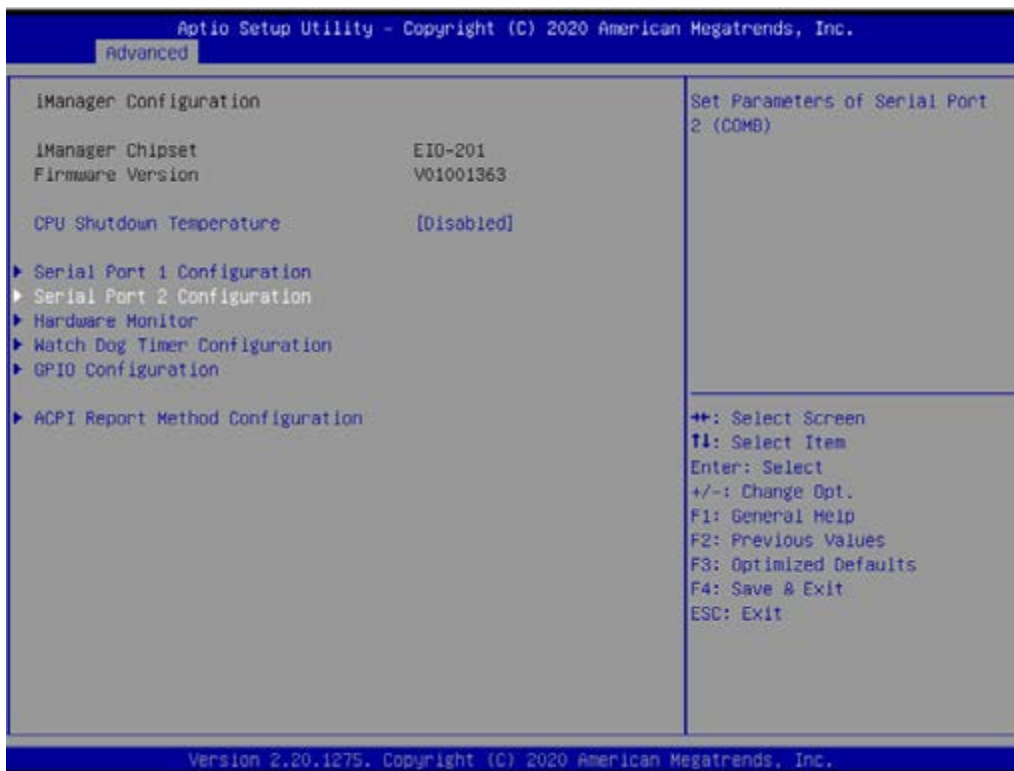 Aptio Setup Utility - Copyright (C) 2020 American Megatrends, Inc.
Advanced
iManager Configuration
iManager Chipset EIO-201
Firmware Version V01001363
CPU Shutdown Temperature [Disabled]
Serial Port 1 Configuration
Serial Port 2 Configuration
Hardware Monitor
Watch Dog Timer Configuration
GPIO Configuration
ACPI Report Method Configuration
Set Parameters of Serial Port
2 (COMB)
→←: Select Screen
↑↓: Select Item
Enter: Select
+/-: Change Opt.
F1: General Help
F2: Previous Values
F3: Optimized Defaults
F4: Save & Exit
ESC: Exit
Version 2.20.1275. Copyright (C) 2020 American Megatrends, Inc.